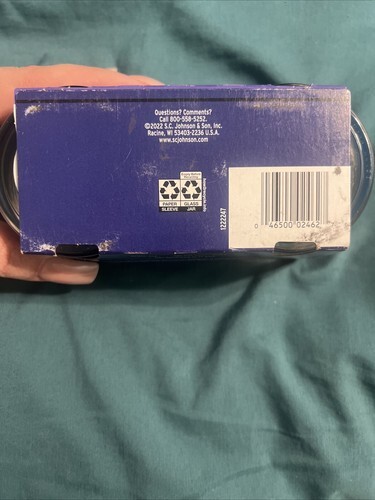 Questions? Comments?
Call 800-558-5252.
©2022 S.C. Johnson & Son, Inc.
Racine, WI 53403-2236 U.S.A.
www.scjohnson.com
PAPER
SLEEVE
GLASS
JAR
1222247
0 46500 02462